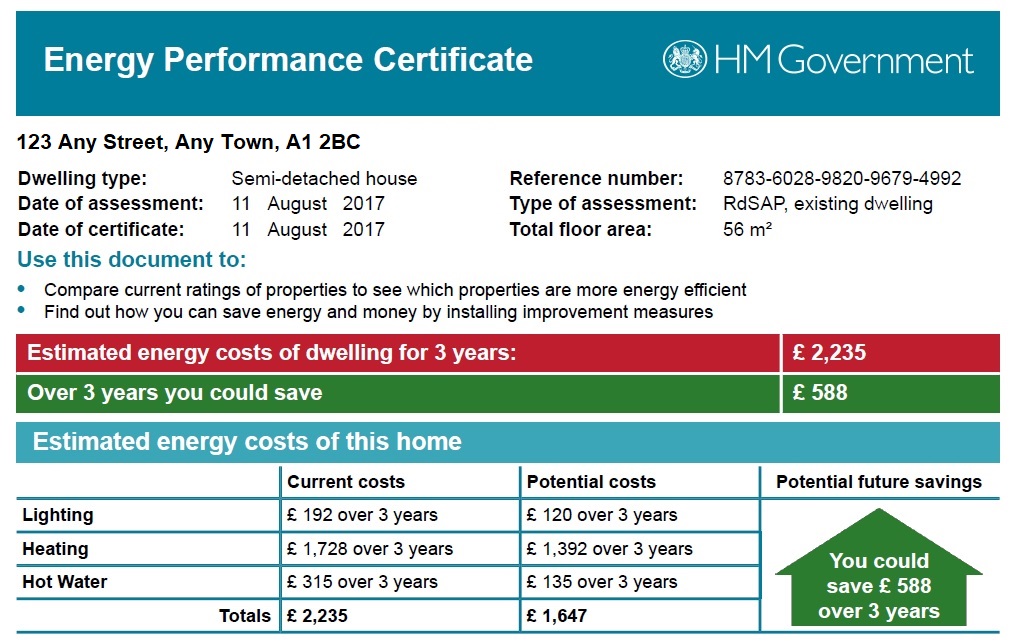 Energy Performance Certificate
HM Government
123 Any Street, Any Town, A1 2BC
Dwelling type: Semi-detached house
Reference number: 8783-6028-9820-9679-4992
Date of assessment: 11 August 2017
Type of assessment: RdSAP, existing dwelling
Date of certificate: 11 August 2017
Total floor area: 56 m²
Use this document to:
• Compare current ratings of properties to see which properties are more energy efficient
• Find out how you can save energy and money by installing improvement measures
Estimated energy costs of dwelling for 3 years: £ 2,235
Over 3 years you could save £ 588
Estimated energy costs of this home
Current costs Potential costs Potential future savings
Lighting £ 192 over 3 years £ 120 over 3 years
Heating £ 1,728 over 3 years £ 1,392 over 3 years
Hot Water £ 315 over 3 years £ 135 over 3 years
Totals £ 2,235 £ 1,647
You could
save £ 588
over 3 years